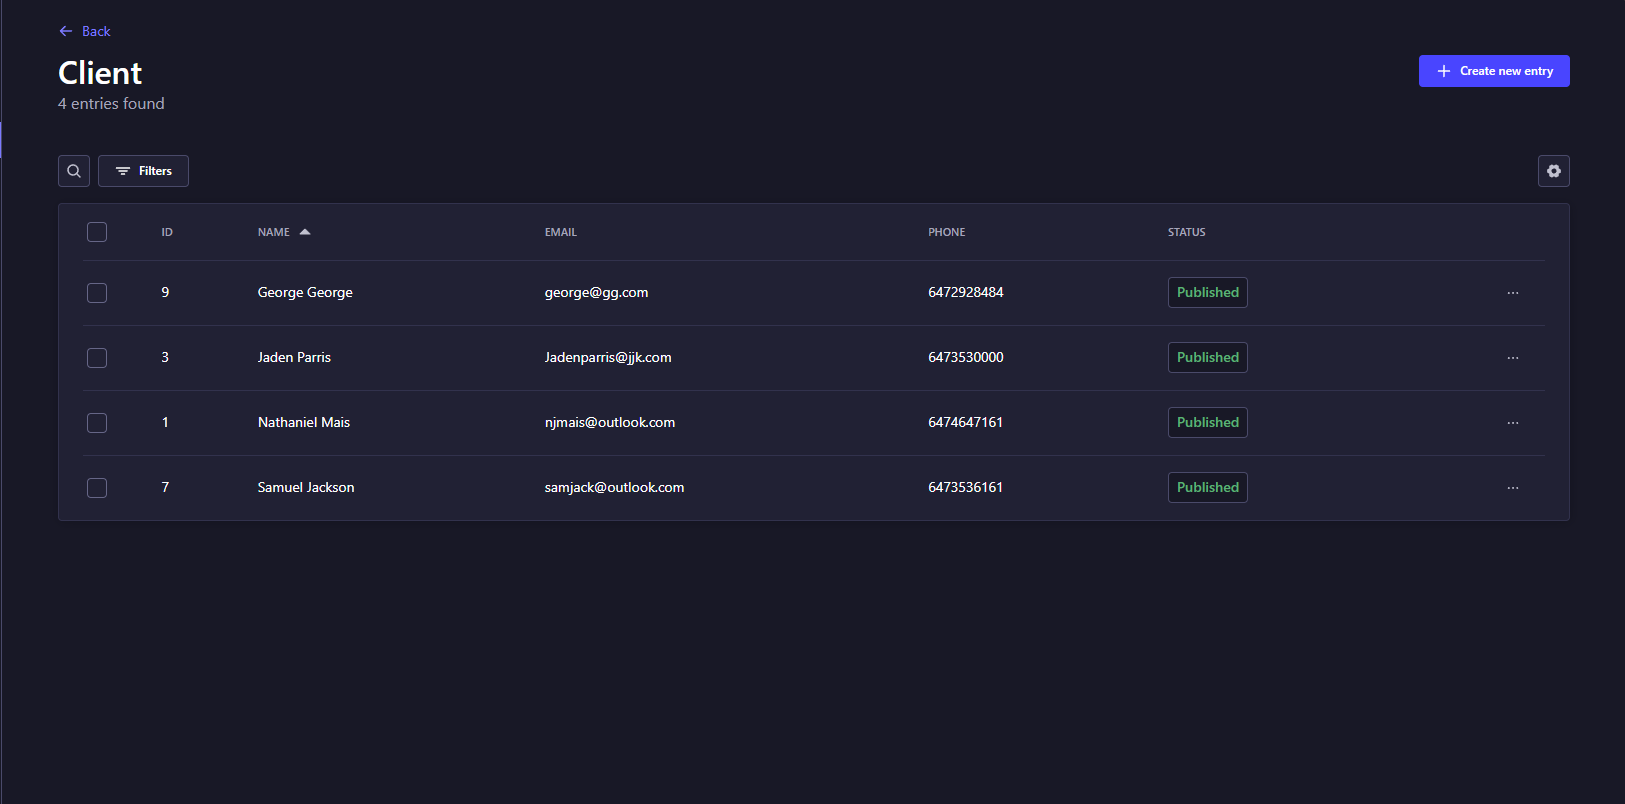 Back
Client
4 entries found
Create new entry
Filters
ID NAME EMAIL PHONE STATUS
9 George George george@gg.com 6472928484 Published ...
3 Jaden Parris Jadenparris@jjk.com 6473530000 Published ...
1 Nathaniel Mais njmais@outlook.com 6474647161 Published ...
7 Samuel Jackson samjack@outlook.com 6473536161 Published ...